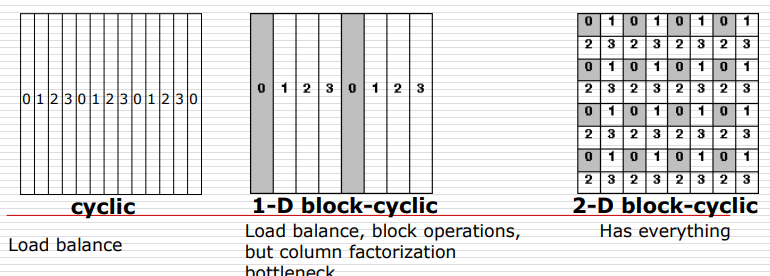 0 1 2 3 0 1 2 3 0 1 2 3 0
cyclic
Load balance
0 1 2 3 0 1 2 3
1-D block-cyclic
Load balance, block operations,
but column factorization
bottleneck
0 1 0 1 0 1 0 1
2 3 2 3 2 3 2 3
0 1 0 1 0 1 0 1
2 3 2 3 2 3 2 3
0 1 0 1 0 1 0 1
2 3 2 3 2 3 2 3
0 1 0 1 0 1 0 1
2 3 2 3 2 3 2 3
2-D block-cyclic
Has everything